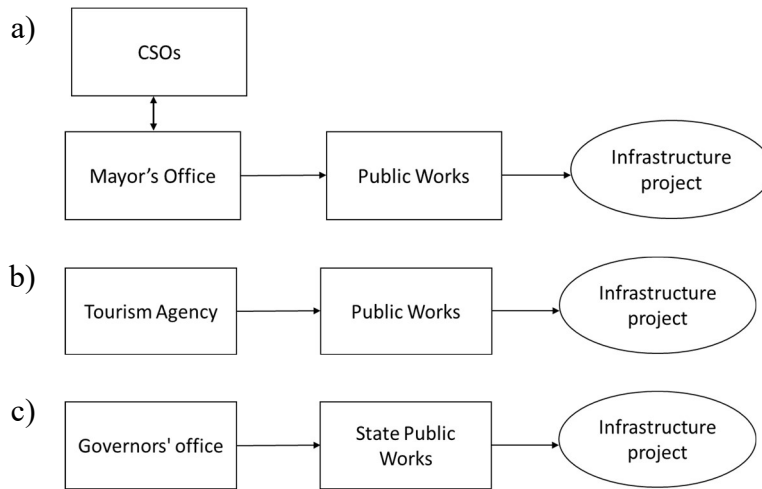 a)
CSOs
Mayor's Office
Public Works
Infrastructure
project
b)
Tourism Agency
Public Works
Infrastructure
project
c)
Governors' office
State Public
Works
Infrastructure
project